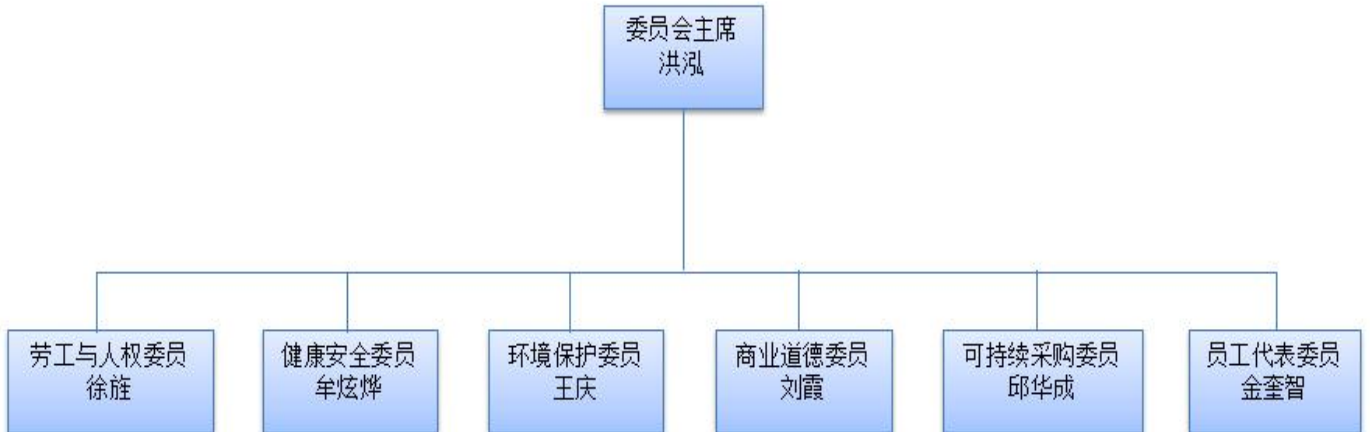 委员会主席
洪泓
劳工与人权委员
徐旌
健康安全委员
牟炫烨
环境保护委员
王庆
商业道德委员
刘霞
可持续采购委员
邱华成
员工代表委员
金奎智